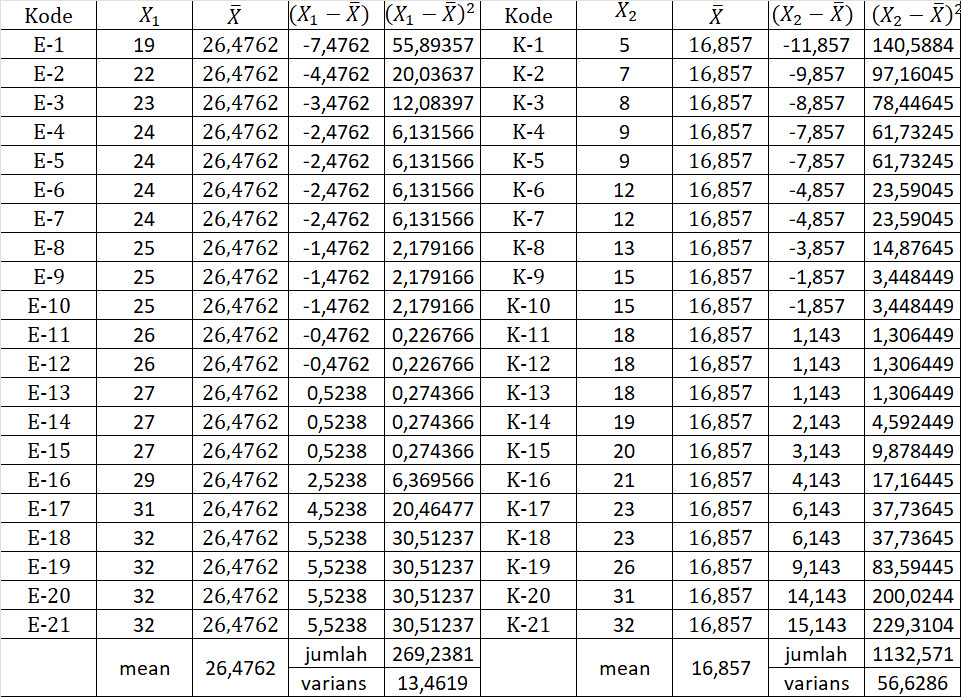 Kode X₁ X̄ (X₁ − X̄) (X₁ − X̄)² Kode X₂ X̄ (X₂ − X̄) (X₂ − X̄)²
E-1 19 26,4762 -7,4762 55,89357 K-1 5 16,857 -11,857 140,5884
E-2 22 26,4762 -4,4762 20,03637 K-2 7 16,857 -9,857 97,16045
E-3 23 26,4762 -3,4762 12,08397 K-3 8 16,857 -8,857 78,44645
E-4 24 26,4762 -2,4762 6,131566 K-4 9 16,857 -7,857 61,73245
E-5 24 26,4762 -2,4762 6,131566 K-5 9 16,857 -7,857 61,73245
E-6 24 26,4762 -2,4762 6,131566 K-6 12 16,857 -4,857 23,59045
E-7 24 26,4762 -2,4762 6,131566 K-7 12 16,857 -4,857 23,59045
E-8 25 26,4762 -1,4762 2,179166 K-8 13 16,857 -3,857 14,87645
E-9 25 26,4762 -1,4762 2,179166 K-9 15 16,857 -1,857 3,448449
E-10 25 26,4762 -1,4762 2,179166 K-10 15 16,857 -1,857 3,448449
E-11 26 26,4762 -0,4762 0,226766 K-11 18 16,857 1,143 1,306449
E-12 26 26,4762 -0,4762 0,226766 K-12 18 16,857 1,143 1,306449
E-13 27 26,4762 0,5238 0,274366 K-13 18 16,857 1,143 1,306449
E-14 27 26,4762 0,5238 0,274366 K-14 19 16,857 2,143 4,592449
E-15 27 26,4762 0,5238 0,274366 K-15 20 16,857 3,143 9,878449
E-16 29 26,4762 2,5238 6,369566 K-16 21 16,857 4,143 17,16445
E-17 31 26,4762 4,5238 20,46477 K-17 23 16,857 6,143 37,73645
E-18 32 26,4762 5,5238 30,51237 K-18 23 16,857 6,143 37,73645
E-19 32 26,4762 5,5238 30,51237 K-19 26 16,857 9,143 83,59445
E-20 32 26,4762 5,5238 30,51237 K-20 31 16,857 14,143 200,0244
E-21 32 26,4762 5,5238 30,51237 K-21 32 16,857 15,143 229,3104
mean 26,4762 jumlah 269,2381 mean 16,857 jumlah 1132,571
varians 13,4619 varians 56,6286